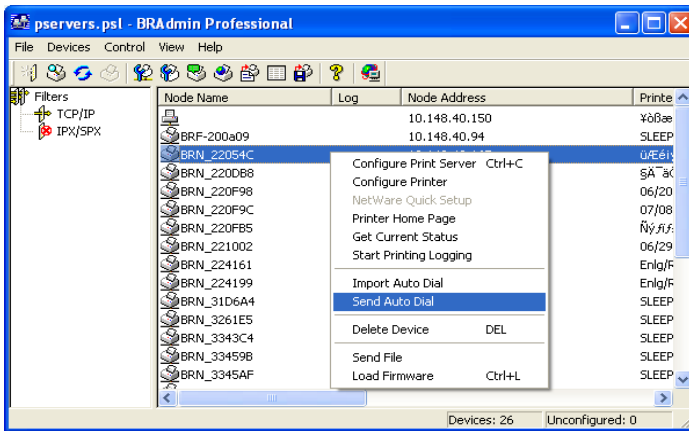 pservers.psl - BRAdmin Professional
File Devices Control View Help
Filters
TCP/IP
IPX/SPX
Node Name Log Node Address Printe
10.148.40.150 ¥òßæ
BRF-200a09 10.148.40.94 SLEEP
BRN_22054C
BRN_220DB8
BRN_220F98 06/20
BRN_220F9C 07/08
BRN_220FB5
BRN_221002 06/29
BRN_224161 Enlg/F
BRN_224199 Enlg/F
BRN_31D6A4 SLEEP
BRN_3261E5 SLEEP
BRN_3343C4 SLEEP
BRN_33459B SLEEP
BRN_3345AF SLEEP
Configure Print Server Ctrl+C
Configure Printer
NetWare Quick Setup
Printer Home Page
Get Current Status
Start Printing Logging
Import Auto Dial
Send Auto Dial
Delete Device DEL
Send File
Load Firmware Ctrl+L
Devices: 26 Unconfigured: 0